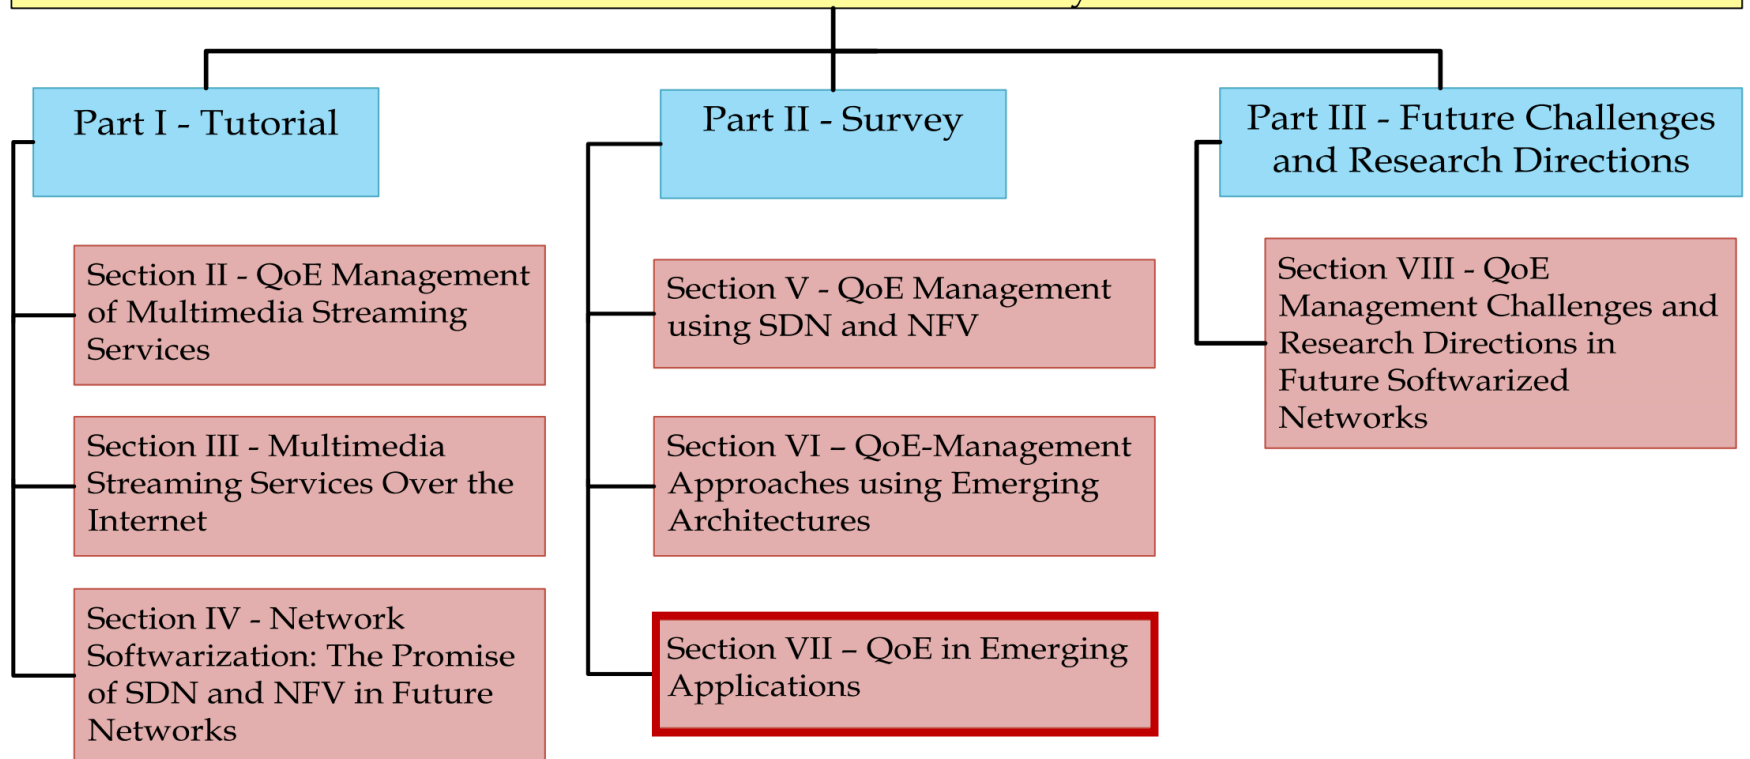 Part I - Tutorial
Section II - QoE Management
of Multimedia Streaming
Services
Section III - Multimedia
Streaming Services Over the
Internet
Section IV - Network
Softwarization: The Promise
of SDN and NFV in Future
Networks
Part II - Survey
Section V - QoE Management
using SDN and NFV
Section VI – QoE-Management
Approaches using Emerging
Architectures
Section VII – QoE in Emerging
Applications
Part III - Future Challenges
and Research Directions
Section VIII - QoE
Management Challenges and
Research Directions in
Future Softwarized
Networks